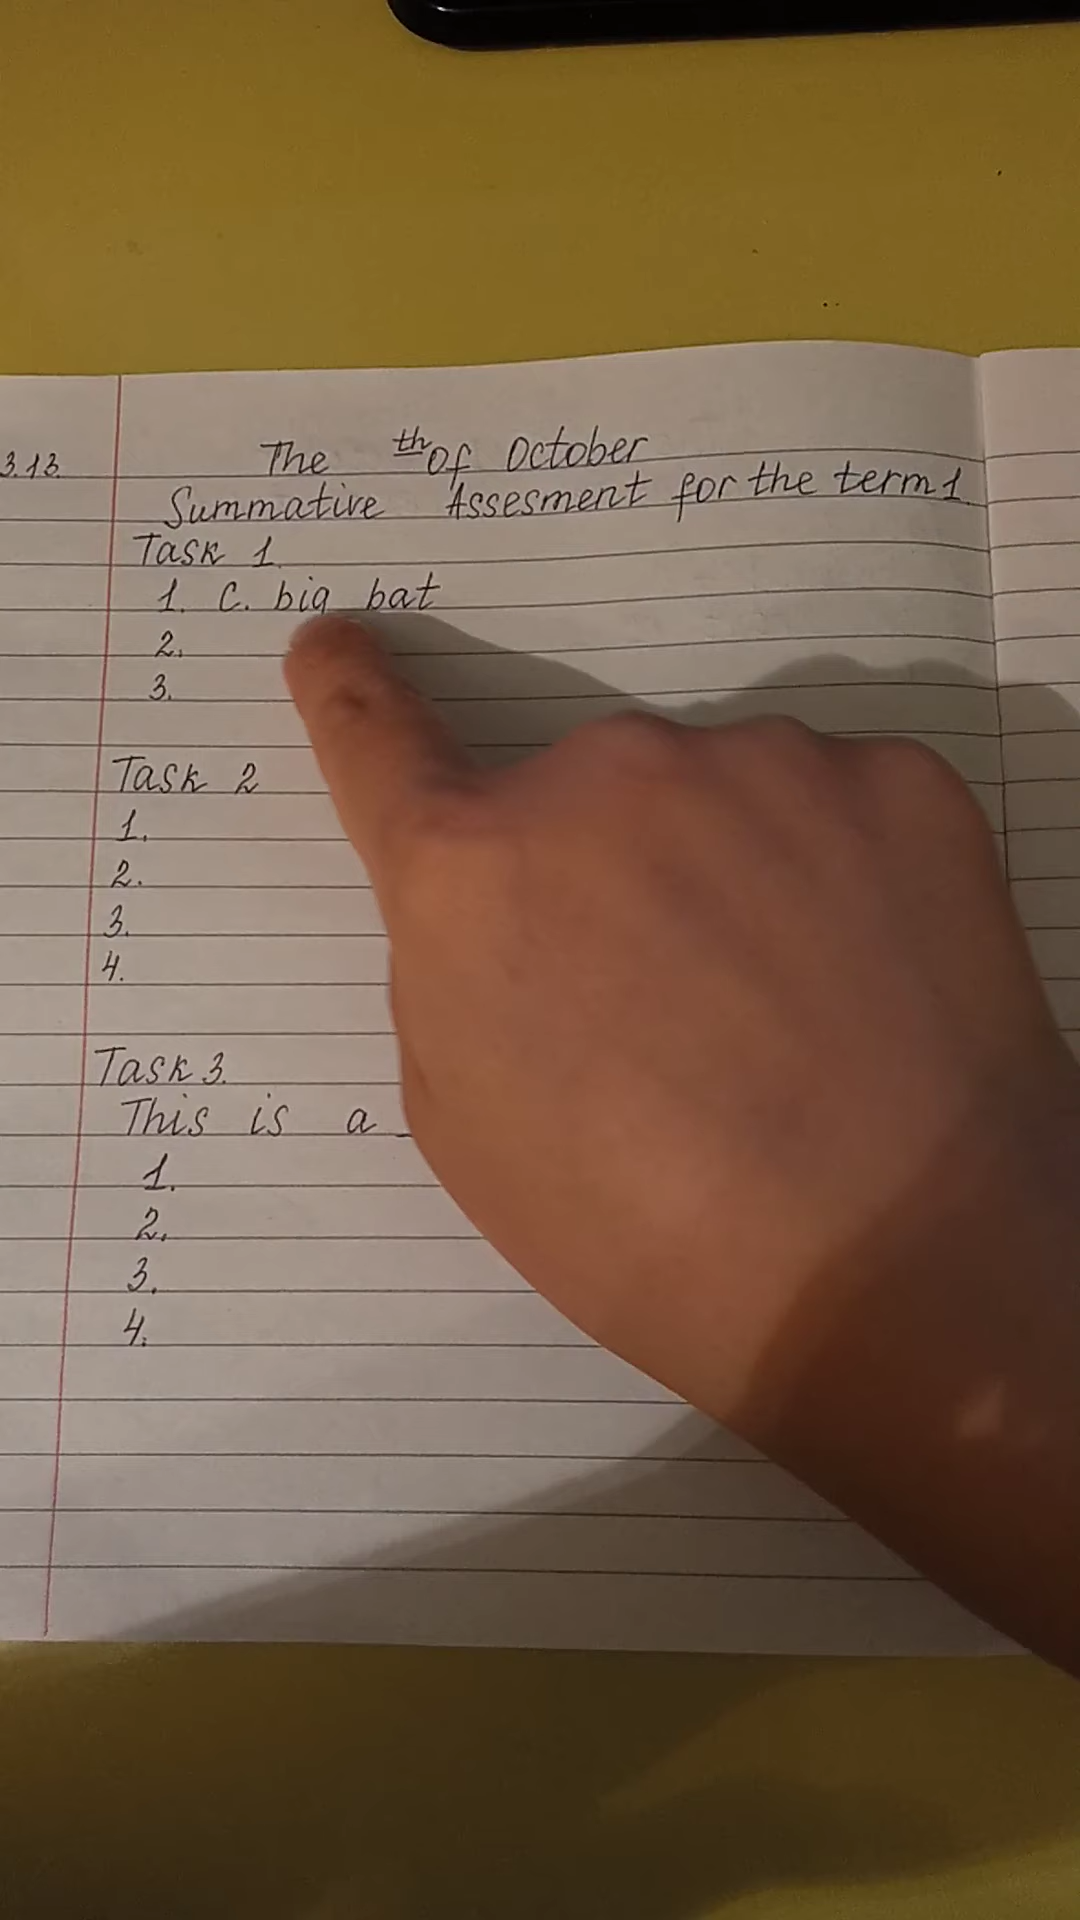 3.13.
The th of October
Summative Assesment for the term 1
Task 1.
1. C. big bat
2.
3.
Task 2
1.
2.
3.
4.
Task 3.
This is a
1.
2.
3.
4.